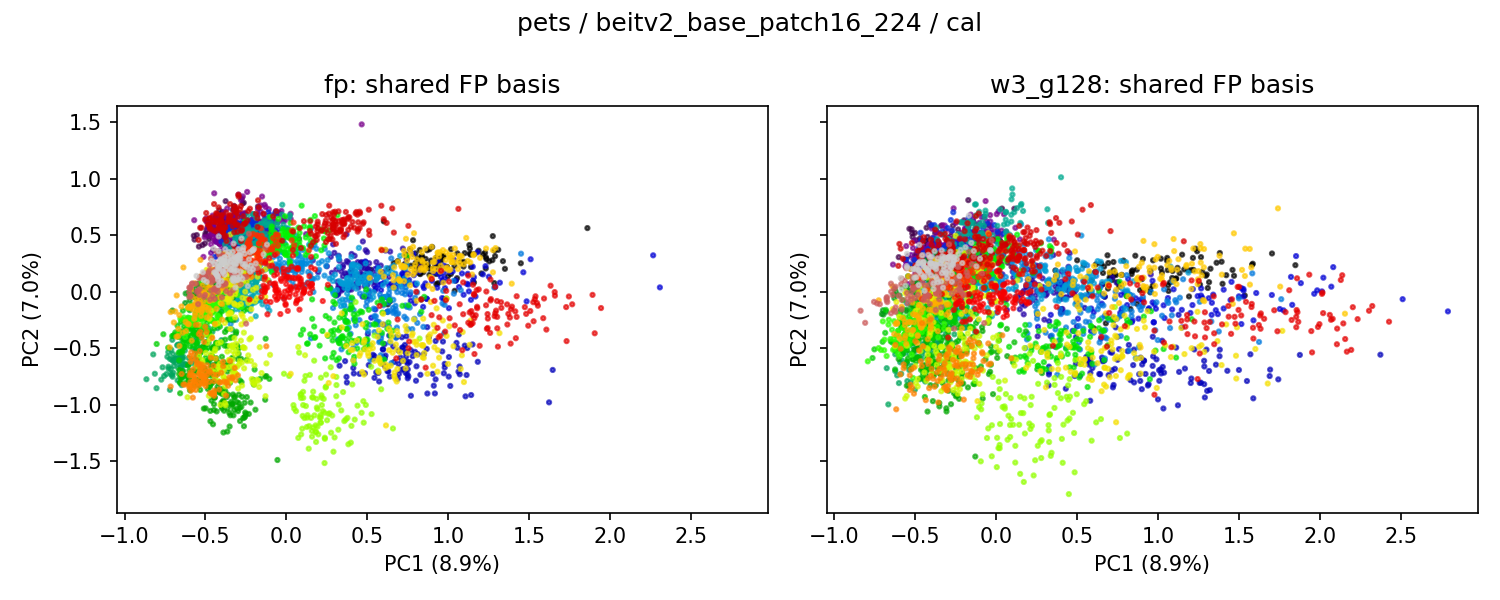 pets / beitv2_base_patch16_224 / cal
fp: shared FP basis
w3_g128: shared FP basis
1.5
1.0
0.5
0.0
−0.5
−1.0
−1.5
PC2 (7.0%)
PC2 (7.0%)
−1.0 −0.5 0.0 0.5 1.0 1.5 2.0 2.5
−1.0 −0.5 0.0 0.5 1.0 1.5 2.0 2.5
PC1 (8.9%)
PC1 (8.9%)